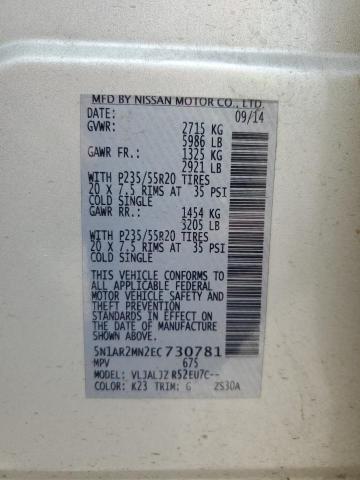 MFD BY NISSAN MOTOR CO., LTD.
DATE: 09/14
GVWR: 2715 KG
5986 LB
GAWR FR.: 1325 KG
2921 LB
WITH P235/55R20 TIRES
20 X 7.5 RIMS AT 35 PSI
COLD SINGLE
GAWR RR.: 1454 KG
3205 LB
WITH P235/55R20 TIRES
20 X 7.5 RIMS AT 35 PSI
COLD SINGLE
THIS VEHICLE CONFORMS TO
ALL APPLICABLE FEDERAL
MOTOR VEHICLE SAFETY
AND THEFT PREVENTION
STANDARDS IN EFFECT ON
THE DATE OF MANUFACTURE
SHOWN ABOVE.
5N1AR2MN2EC730781
MPV 675
MODEL: VLJALJZ R52EU7C--
COLOR: K23 TRIM: G 2S30A